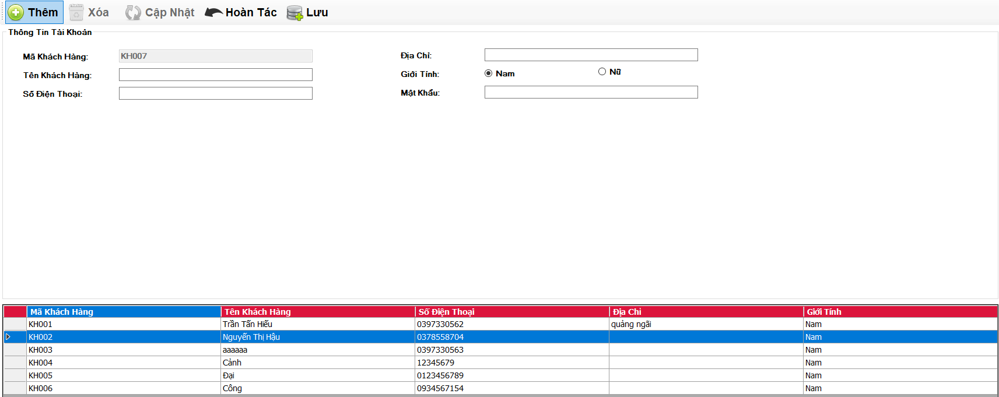 Thêm Xóa Cập Nhật Hoàn Tác Lưu
Thông Tin Tài Khoản
Mã Khách Hàng: KH007 Địa Chỉ:
Tên Khách Hàng: Giới Tính: Nam Nữ
Số Điện Thoại: Mật Khẩu:
Mã Khách Hàng Tên Khách Hàng Số Điện Thoại Địa Chỉ Giới Tính
KH001 Trần Tấn Hiếu 0397330562 quảng ngãi Nam
KH002 Nguyễn Thị Hậu 0378558704 Nam
KH003 aaaaaa 0397330563 Nam
KH004 Cảnh 12345679 Nam
KH005 Đại 0123456789 Nam
KH006 Công 0934567154 Nam